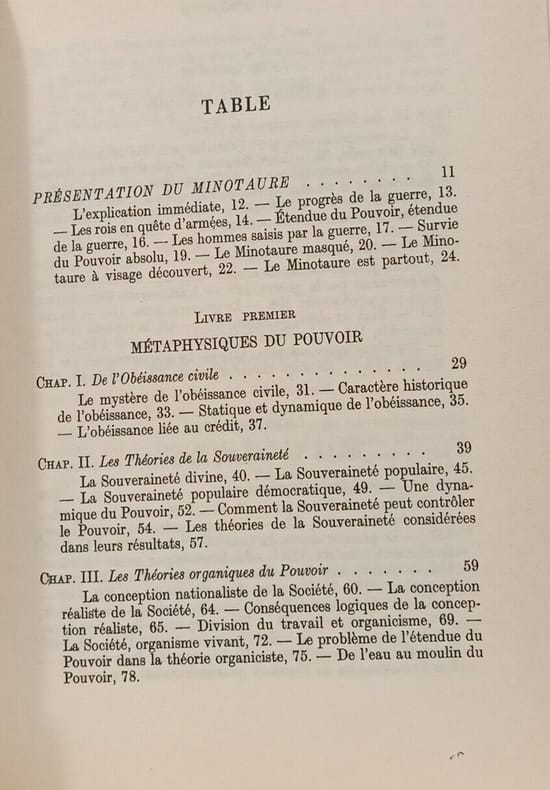 TABLE
PRÉSENTATION DU MINOTAURE . . . . . . . . 11
L'explication immédiate, 12. — Le progrès de la guerre, 13.
— Les rois en quête d'armées, 14. — Étendue du Pouvoir, étendue
de la guerre, 16. — Les hommes saisis par la guerre, 17. — Survie
du Pouvoir absolu, 19. — Le Minotaure masqué, 20. — Le Mino-
taure à visage découvert, 22. — Le Minotaure est partout, 24.
LIVRE PREMIER
MÉTAPHYSIQUES DU POUVOIR
CHAP. I. De l'Obéissance civile . . . . . . . . . . . . . . 29
Le mystère de l'obéissance civile, 31. — Caractère historique
de l'obéissance, 33. — Statique et dynamique de l'obéissance, 35.
— L'obéissance liée au crédit, 37.
CHAP. II. Les Théories de la Souveraineté . . . . . . . . . 39
La Souveraineté divine, 40. — La Souveraineté populaire, 45.
— La Souveraineté populaire démocratique, 49. — Une dyna-
mique du Pouvoir, 52. — Comment la Souveraineté peut contrôler
le Pouvoir, 54. — Les théories de la Souveraineté considérées
dans leurs résultats, 57.
CHAP. III. Les Théories organiques du Pouvoir . . . . . . . 59
La conception nationaliste de la Société, 60. — La conception
réaliste de la Société, 64. — Conséquences logiques de la concep-
tion réaliste, 65. — Division du travail et organicisme, 69. —
La Société, organisme vivant, 72. — Le problème de l'étendue du
Pouvoir dans la théorie organiciste, 75. — De l'eau au moulin du
Pouvoir, 78.